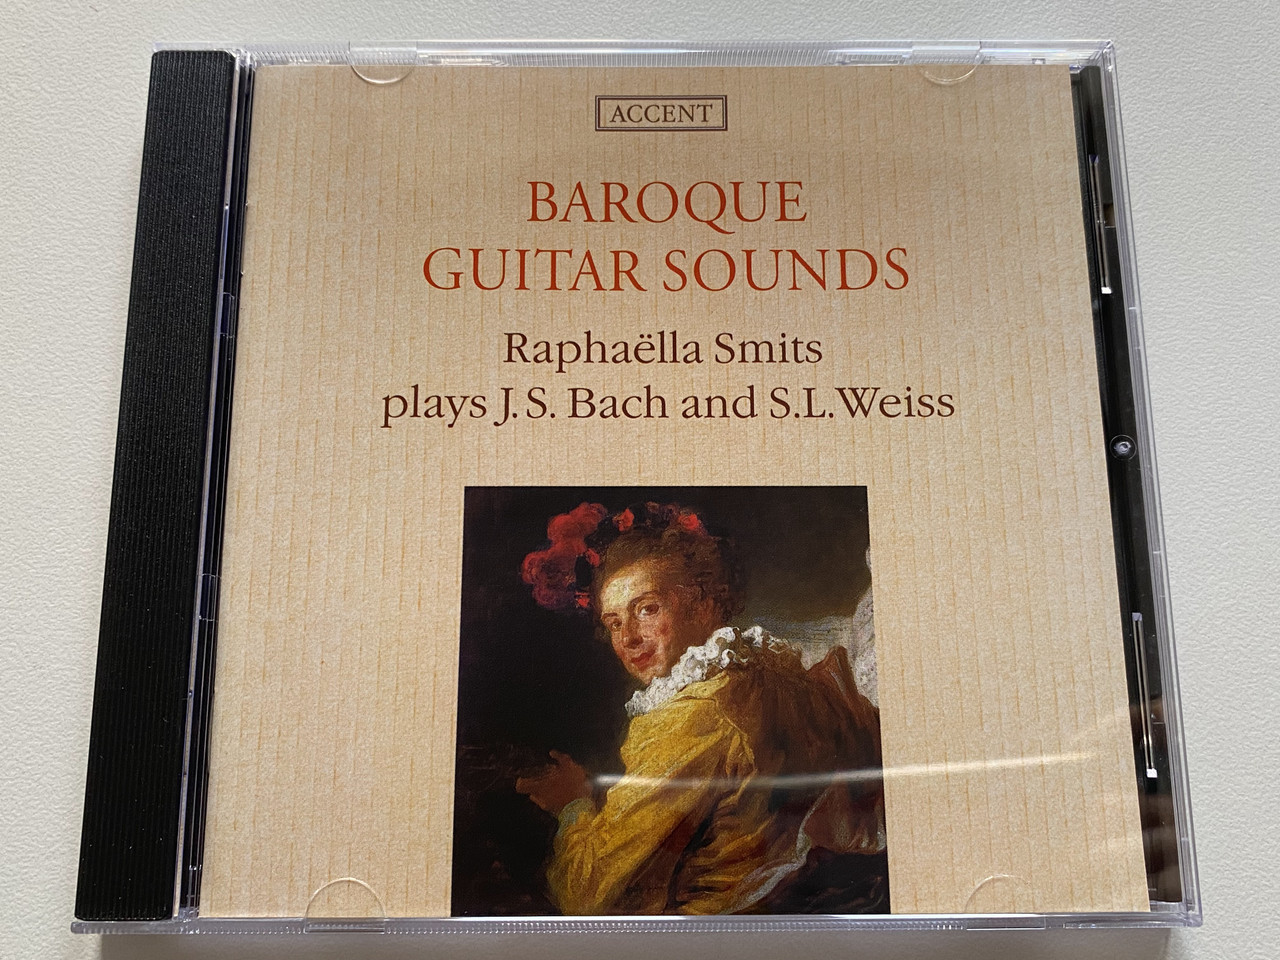 ACCENT
BAROQUE
GUITAR SOUNDS
Raphaëlla Smits
plays J. S. Bach and S.L. Weiss